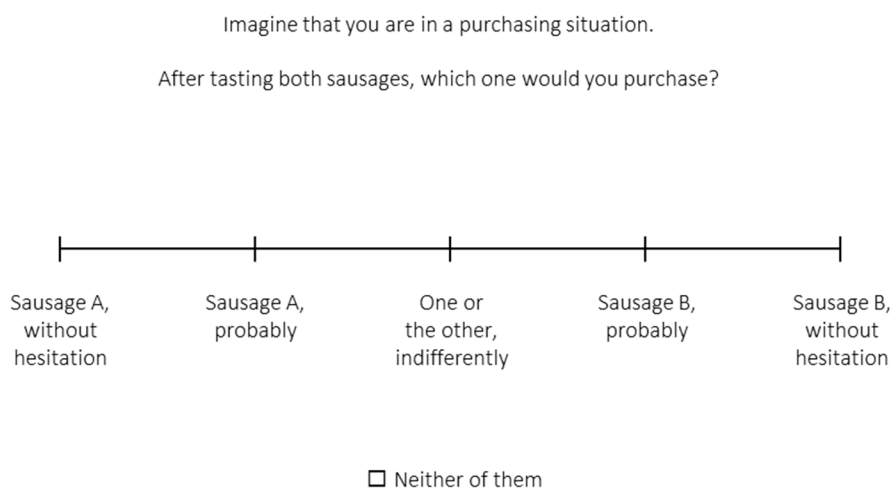 Imagine that you are in a purchasing situation.
After tasting both sausages, which one would you purchase?
Sausage A,
without
hesitation
Sausage A,
probably
One or
the other,
indifferently
Sausage B,
probably
Sausage B,
without
hesitation
Neither of them